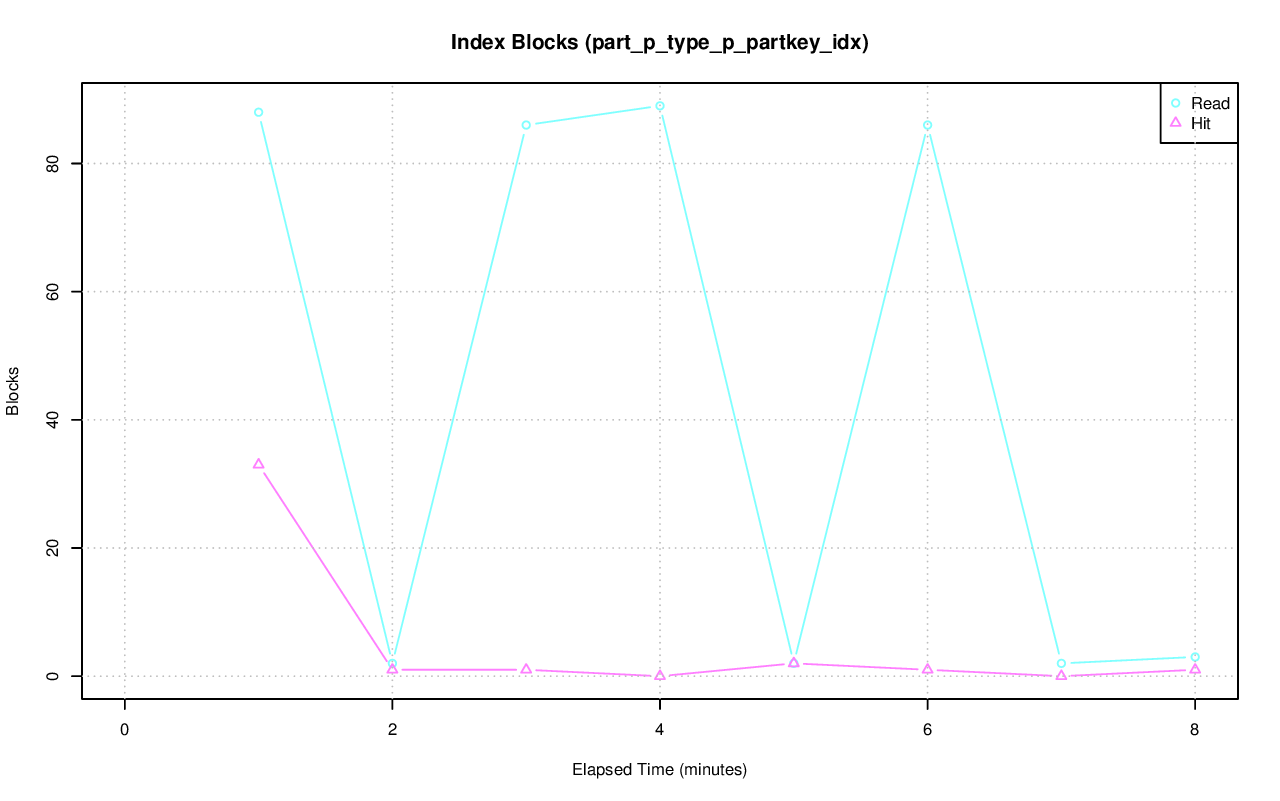 Index Blocks (part_p_type_p_partkey_idx)
Read
Hit
80
60
40
20
0
Blocks
0 2 4 6 8
Elapsed Time (minutes)